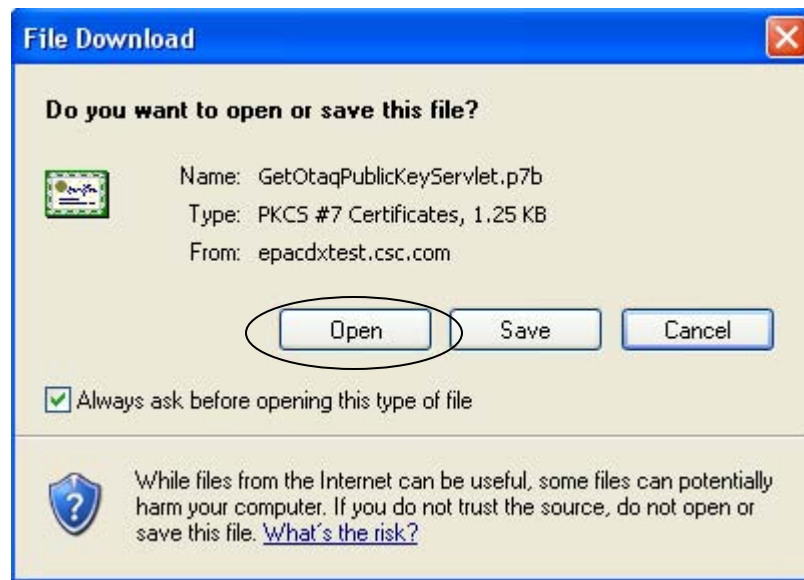 File Download
Do you want to open or save this file?
Name: GetOtaqPublicKeyServlet.p7b
Type: PKCS #7 Certificates, 1.25 KB
From: epacdxtest.csc.com
Open Save Cancel
Always ask before opening this type of file
While files from the Internet can be useful, some files can potentially
harm your computer. If you do not trust the source, do not open or
save this file. What's the risk?